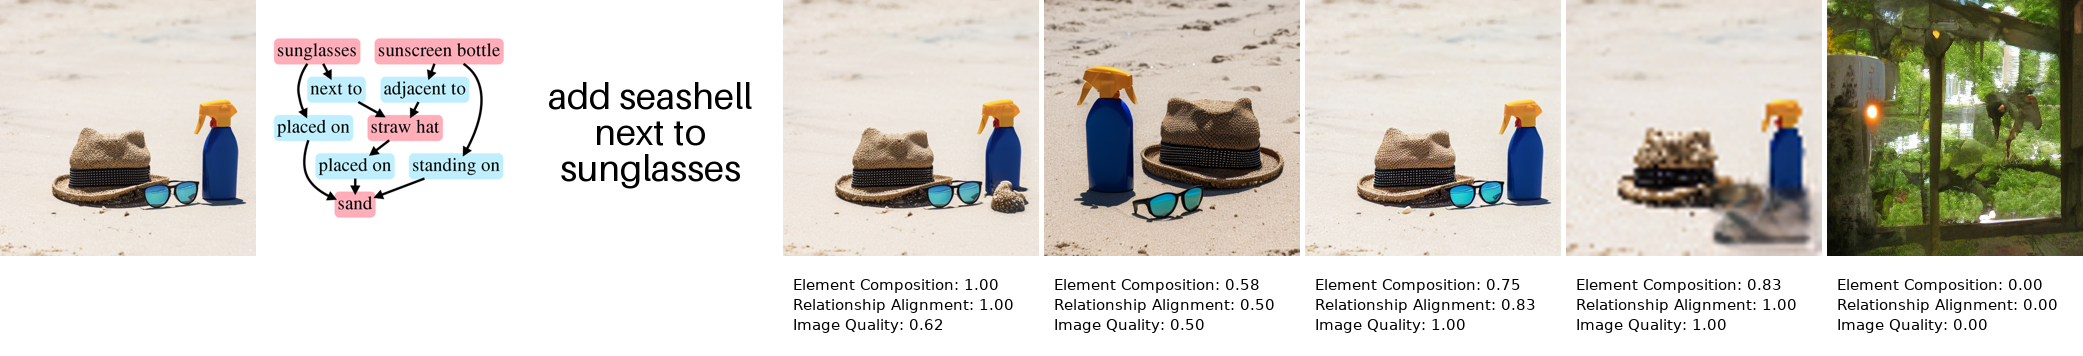 sunglasses
sunscreen bottle
next to
adjacent to
placed on
straw hat
placed on
standing on
sand
add seashell
next to
sunglasses
Element Composition: 1.00
Relationship Alignment: 1.00
Image Quality: 0.62
Element Composition: 0.58
Relationship Alignment: 0.50
Image Quality: 0.50
Element Composition: 0.75
Relationship Alignment: 0.83
Image Quality: 1.00
Element Composition: 0.83
Relationship Alignment: 1.00
Image Quality: 1.00
Element Composition: 0.00
Relationship Alignment: 0.00
Image Quality: 0.00